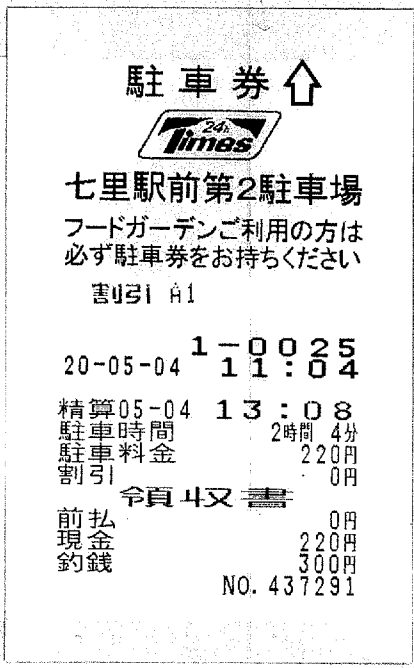 駐車券
24h
Times
七里駅前第2駐車場
フードガーデンご利用の方は
必ず駐車券をお持ちください
割引 A1
1-0025
20-05-04 11:04
精算05-04 13:08
駐車時間 2時間 4分
駐車料金 220円
割引 0円
領収書
前払 0円
現金 220円
釣銭 300円
NO. 437291